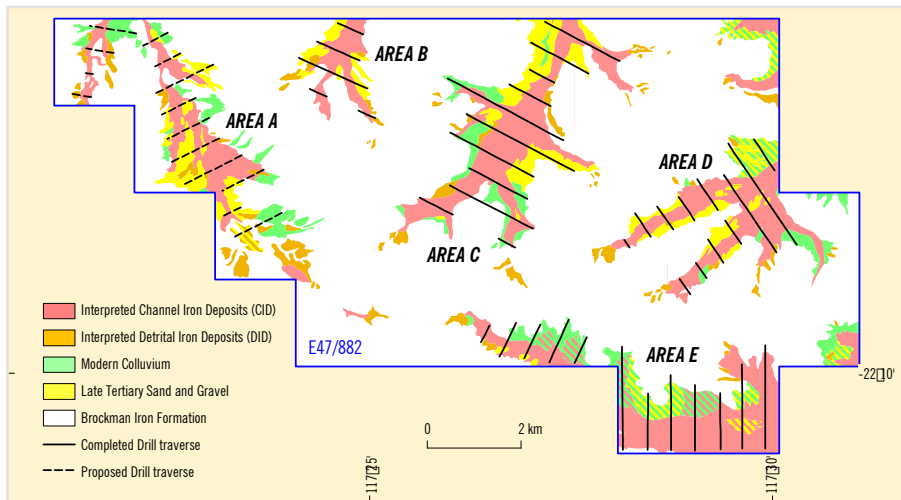 AREA A
AREA B
AREA C
AREA D
AREA E
E47/882
Interpreted Channel Iron Deposits (CID)
Interpreted Detrital Iron Deposits (DID)
Modern Colluvium
Late Tertiary Sand and Gravel
Brockman Iron Formation
Completed Drill traverse
Proposed Drill traverse
0 2 km
-22▯10'
117▯25'
117▯30'